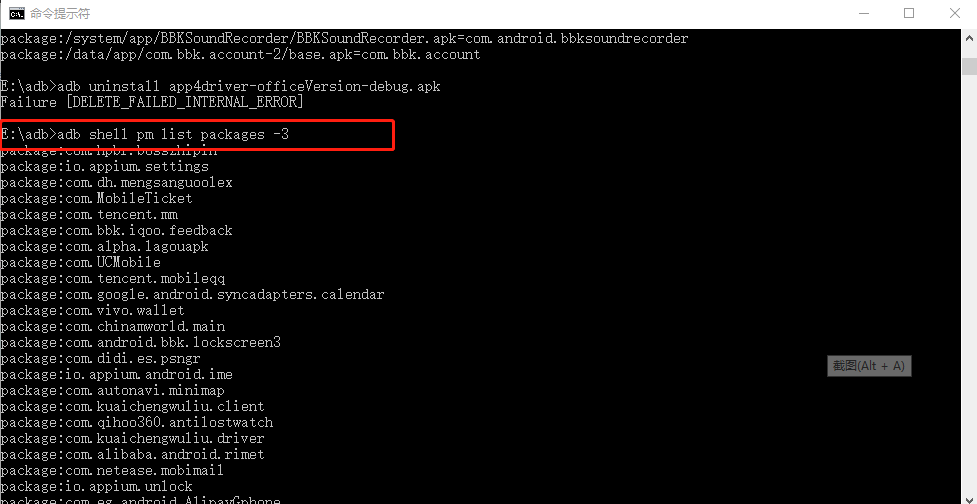 命令提示符
package:/system/app/BBKSoundRecorder/BBKSoundRecorder.apk=com.android.bbksoundrecorder
package:/data/app/com.bbk.account-2/base.apk=com.bbk.account
E:\adb>adb uninstall app4driver-officeVersion-debug.apk
Failure [DELETE_FAILED_INTERNAL_ERROR]
E:\adb>adb shell pm list packages -3
package:com.hpbr.bosszhipin
package:io.appium.settings
package:com.dh.mengsanguoolex
package:com.MobileTicket
package:com.tencent.mm
package:com.bbk.iqoo.feedback
package:com.alpha.lagouapk
package:com.UCMobile
package:com.tencent.mobileqq
package:com.google.android.syncadapters.calendar
package:com.vivo.wallet
package:com.chinamworld.main
package:com.android.bbk.lockscreen3
package:com.didi.es.psngr
截图(Alt + A)
package:io.appium.android.ime
package:com.autonavi.minimap
package:com.kuaichengwuliu.client
package:com.qihoo360.antilostwatch
package:com.kuaichengwuliu.driver
package:com.alibaba.android.rimet
package:com.netease.mobimail
package:io.appium.unlock
package:com.eg.android.AlipayGphone